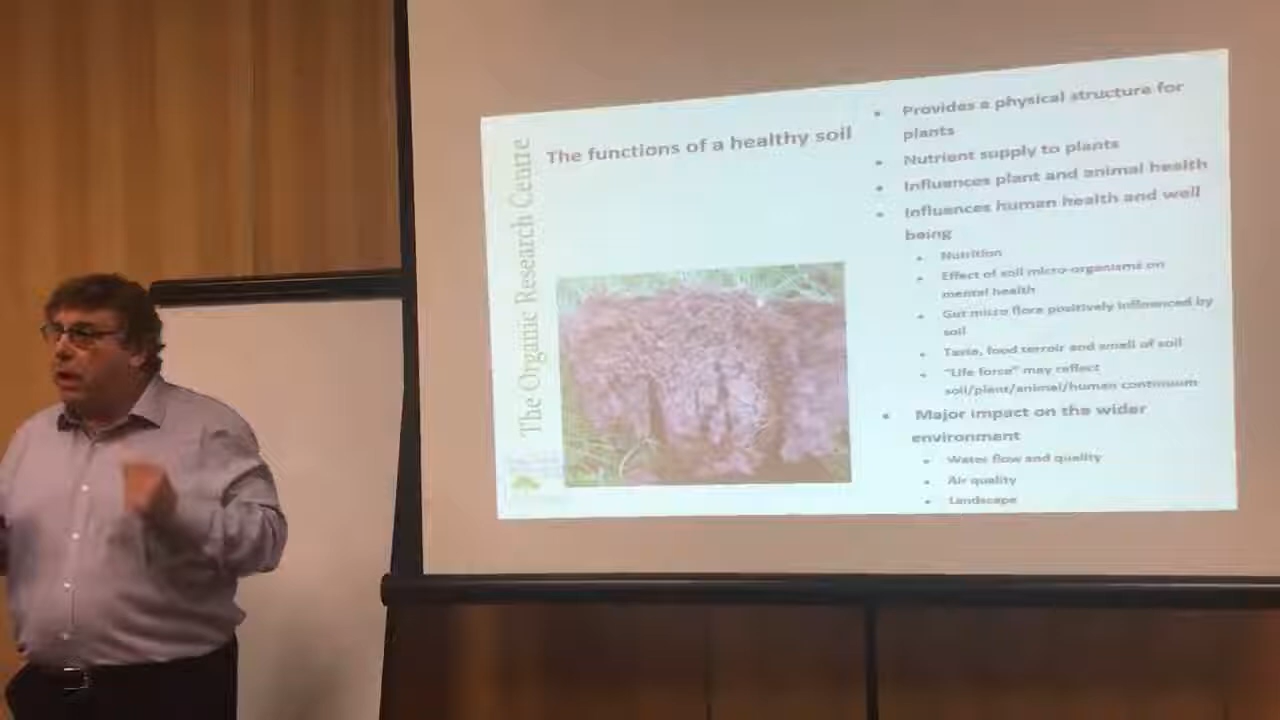 The Organic Research Centre
The functions of a healthy soil
• Provides a physical structure for
plants
• Nutrient supply to plants
• Influences plant and animal health
• Influences human health and well
being
• Nutrition
• Effect of soil micro-organisms on
mental health
• Gut micro flora positively influenced by
soil
• Taste, food terroir and smell of soil
• "Life force" may reflect
soil/plant/animal/human continuum
• Major impact on the wider
environment
• Water flow and quality
• Air quality
• Landscape